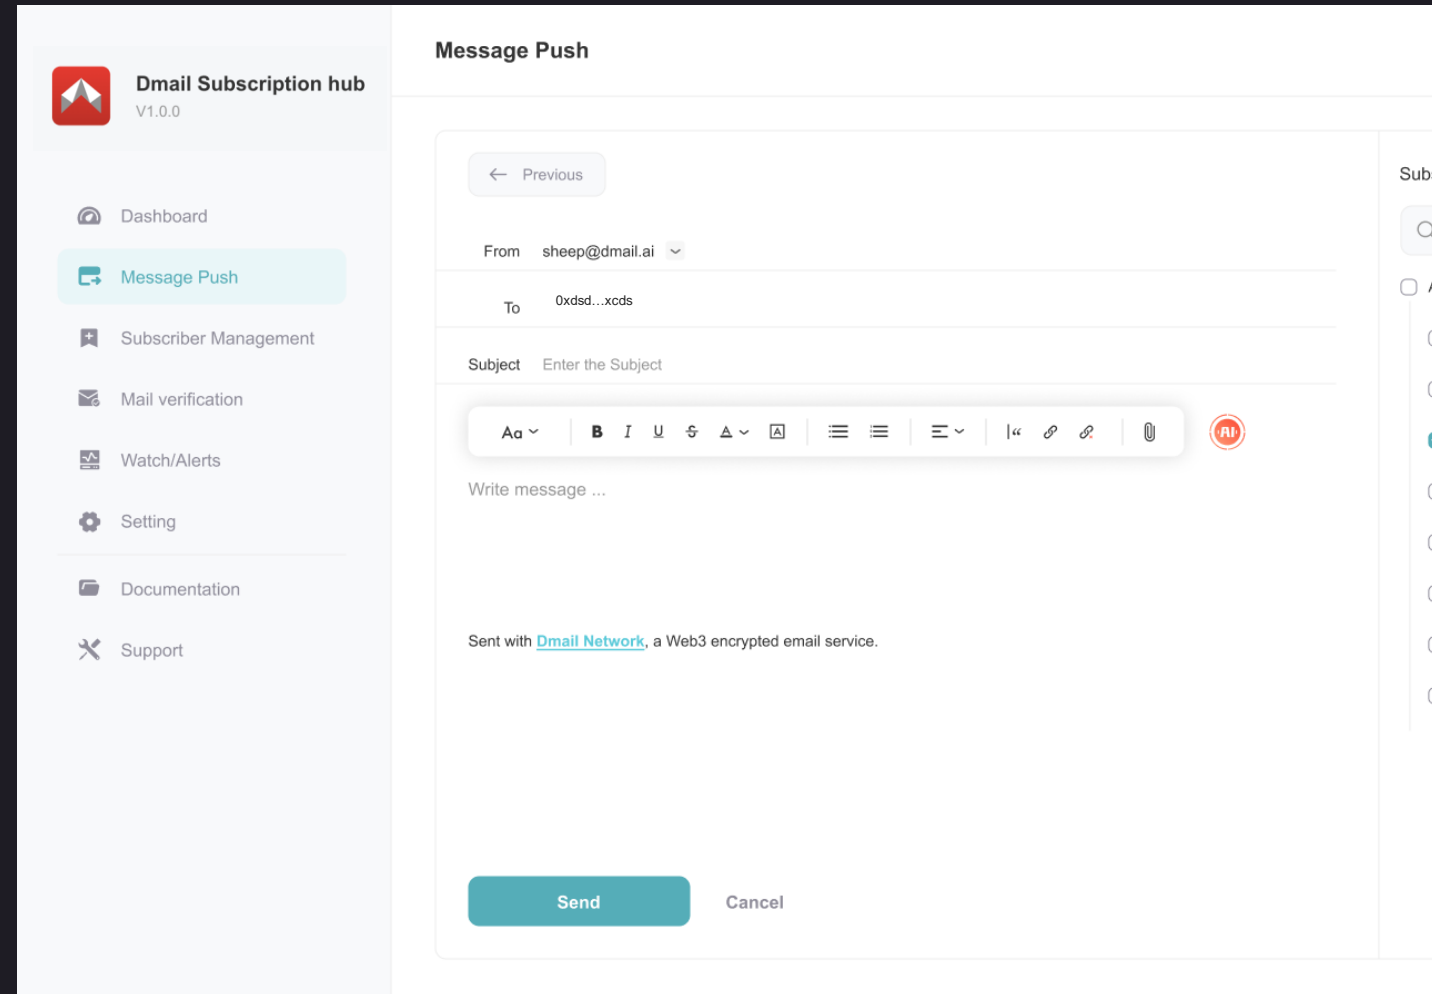 Message Push
Dmail Subscription hub
V1.0.0
Dashboard
Message Push
Subscriber Management
Mail verification
Watch/Alerts
Setting
Documentation
Support
Previous
From sheep@dmail.ai
To 0xdsd...xcds
Subject Enter the Subject
Aa B I U S A A “ AI
Write message ...
Sent with Dmail Network, a Web3 encrypted email service.
Send Cancel